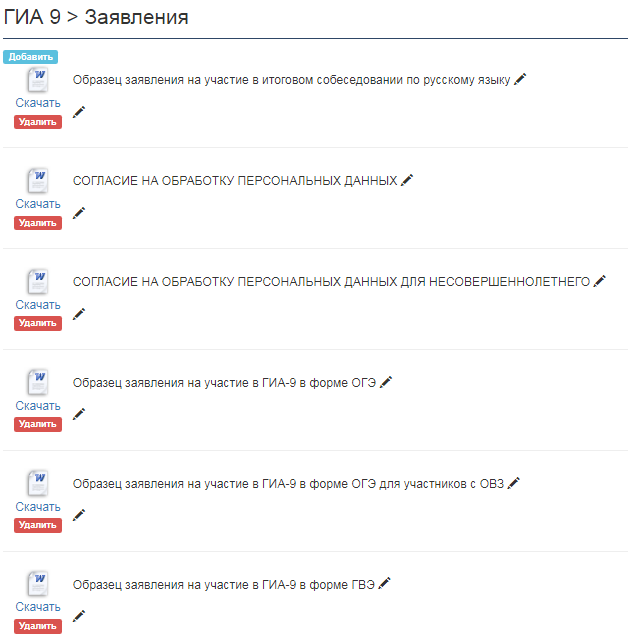 ГИА 9 > Заявления
Добавить
Образец заявления на участие в итоговом собеседовании по русскому языку
Скачать
Удалить
СОГЛАСИЕ НА ОБРАБОТКУ ПЕРСОНАЛЬНЫХ ДАННЫХ
Скачать
Удалить
СОГЛАСИЕ НА ОБРАБОТКУ ПЕРСОНАЛЬНЫХ ДАННЫХ ДЛЯ НЕСОВЕРШЕННОЛЕТНЕГО
Скачать
Удалить
Образец заявления на участие в ГИА-9 в форме ОГЭ
Скачать
Удалить
Образец заявления на участие в ГИА-9 в форме ОГЭ для участников с ОВЗ
Скачать
Удалить
Образец заявления на участие в ГИА-9 в форме ГВЭ
Скачать
Удалить